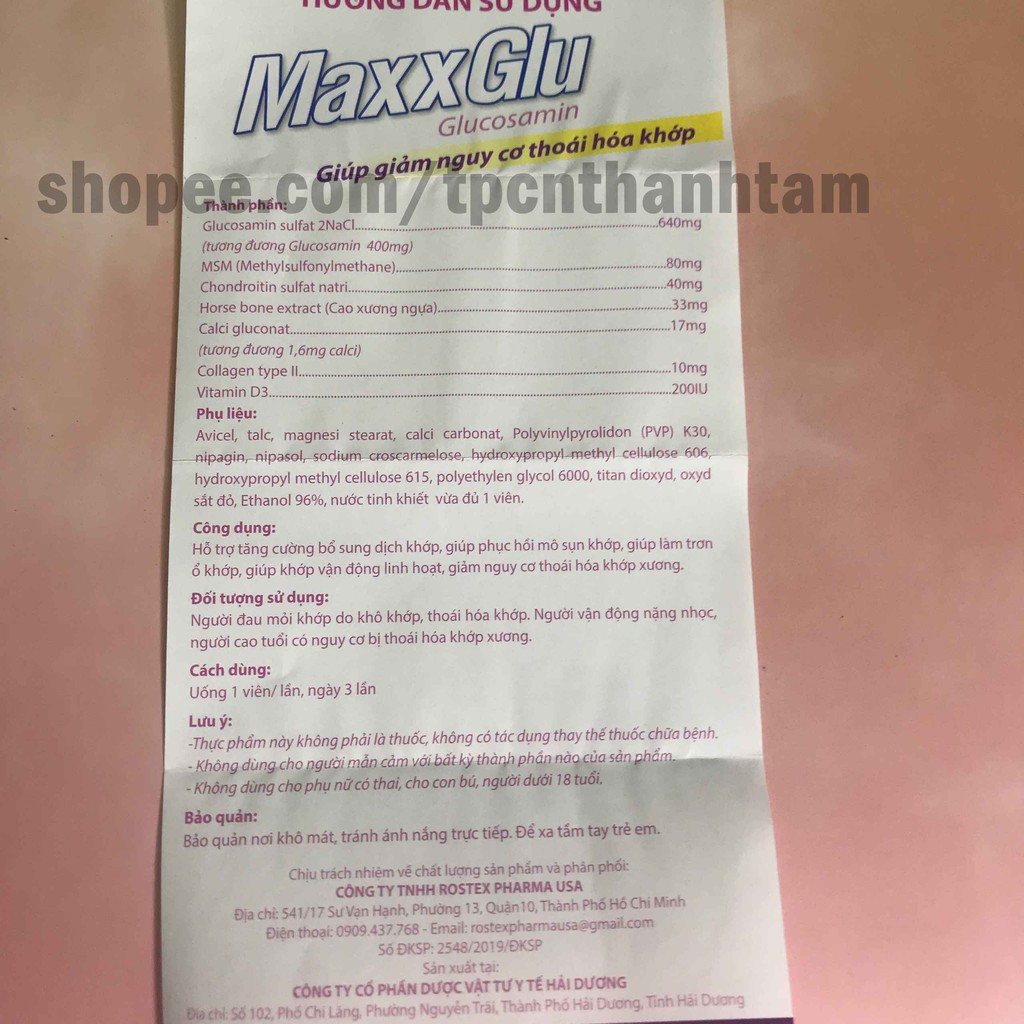 HƯỚNG DẪN SỬ DỤNG
MaxxGlu
Glucosamin
Giúp giảm nguy cơ thoái hóa khớp
shopee.com/tpcnthanhtam
Thành phần:
Glucosamin sulfat 2NaCl....................640mg
(tương đương Glucosamin 400mg)
MSM (Methylsulfonylmethane)....................80mg
Chondroitin sulfat natri....................40mg
Horse bone extract (Cao xương ngựa)....................33mg
Calci gluconat....................17mg
(tương đương 1,6mg calci)
Collagen type II....................10mg
Vitamin D3....................200IU
Phụ liệu:
Avicel, talc, magnesi stearat, calci carbonat, Polyvinylpyrolidon (PVP) K30,
nipagin, nipasol, sodium croscarmelose, hydroxypropyl methyl cellulose 606,
hydroxypropyl methyl cellulose 615, polyethylen glycol 6000, titan dioxyd, oxyd
sắt đỏ, Ethanol 96%, nước tinh khiết vừa đủ 1 viên.
Công dụng:
Hỗ trợ tăng cường bổ sung dịch khớp, giúp phục hồi mô sụn khớp, giúp làm trơn
ổ khớp, giúp khớp vận động linh hoạt, giảm nguy cơ thoái hóa khớp xương.
Đối tượng sử dụng:
Người đau mỏi khớp do khô khớp, thoái hóa khớp. Người vận động nặng nhọc,
người cao tuổi có nguy cơ bị thoái hóa khớp xương.
Cách dùng:
Uống 1 viên/ lần, ngày 3 lần
Lưu ý:
-Thực phẩm này không phải là thuốc, không có tác dụng thay thế thuốc chữa bệnh.
- Không dùng cho người mẫn cảm với bất kỳ thành phần nào của sản phẩm.
- Không dùng cho phụ nữ có thai, cho con bú, người dưới 18 tuổi.
Bảo quản:
Bảo quản nơi khô mát, tránh ánh nắng trực tiếp. Để xa tầm tay trẻ em.
Chịu trách nhiệm về chất lượng sản phẩm và phân phối:
CÔNG TY TNHH ROSTEX PHARMA USA
Địa chỉ: 541/17 Sư Vạn Hạnh, Phường 13, Quận10, Thành Phố Hồ Chí Minh
Điện thoại: 0909.437.768 - Email: rostexpharmausa@gmail.com
Số ĐKSP: 2548/2019/ĐKSP
Sản xuất tại:
CÔNG TY CỔ PHẦN DƯỢC VẬT TƯ Y TẾ HẢI DƯƠNG
Địa chỉ: Số 102, Phố Chi Lăng, Phường Nguyễn Trãi, Thành Phố Hải Dương, Tỉnh Hải Dương